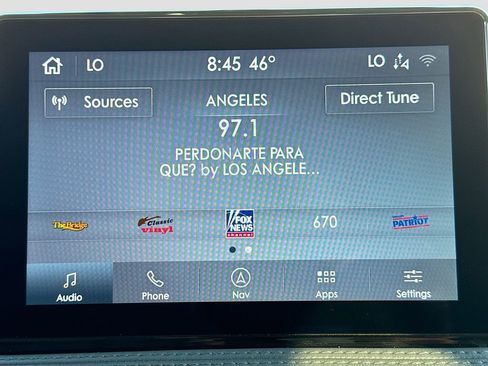 LO 8:45 46° LO
Sources ANGELES Direct Tune
97.1
PERDONARTE PARA
QUE? by LOS ANGELE...
The Bridge Classic vinyl FOX NEWS channel 670 PATRIOT
Audio Phone Nav Apps Settings